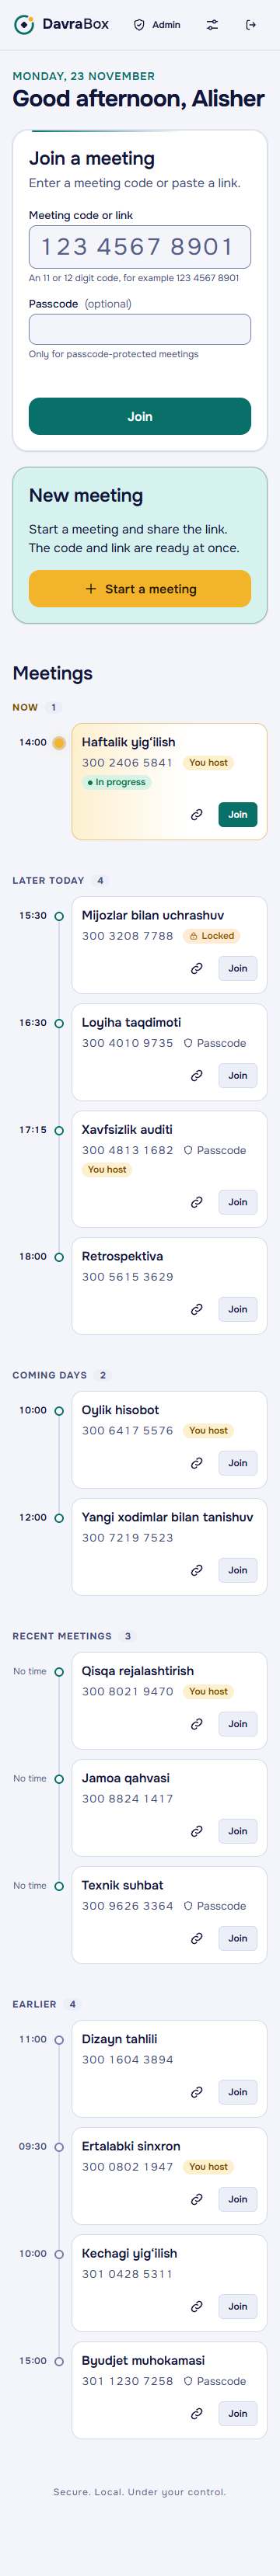 DavraBox
Admin
MONDAY, 23 NOVEMBER
Good afternoon, Alisher
Join a meeting
Enter a meeting code or paste a link.
Meeting code or link
123 4567 8901
An 11 or 12 digit code, for example 123 4567 8901
Passcode (optional)
Only for passcode-protected meetings
Join
New meeting
Start a meeting and share the link.
The code and link are ready at once.
+ Start a meeting
Meetings
NOW 1
14:00
Haftalik yig‘ilish
300 2406 5841 You host
In progress
Join
LATER TODAY 4
15:30
Mijozlar bilan uchrashuv
300 3208 7788 Locked
Join
16:30
Loyiha taqdimoti
300 4010 9735 Passcode
Join
17:15
Xavfsizlik auditi
300 4813 1682 Passcode
You host
Join
18:00
Retrospektiva
300 5615 3629
Join
COMING DAYS 2
10:00
Oylik hisobot
300 6417 5576 You host
Join
12:00
Yangi xodimlar bilan tanishuv
300 7219 7523
Join
RECENT MEETINGS 3
No time
Qisqa rejalashtirish
300 8021 9470 You host
Join
No time
Jamoa qahvasi
300 8824 1417
Join
No time
Texnik suhbat
300 9626 3364 Passcode
Join
EARLIER 4
11:00
Dizayn tahlili
300 1604 3894
Join
09:30
Ertalabki sinxron
300 0802 1947 You host
Join
10:00
Kechagi yig‘ilish
301 0428 5311
Join
15:00
Byudjet muhokamasi
301 1230 7258 Passcode
Join
Secure. Local. Under your control.